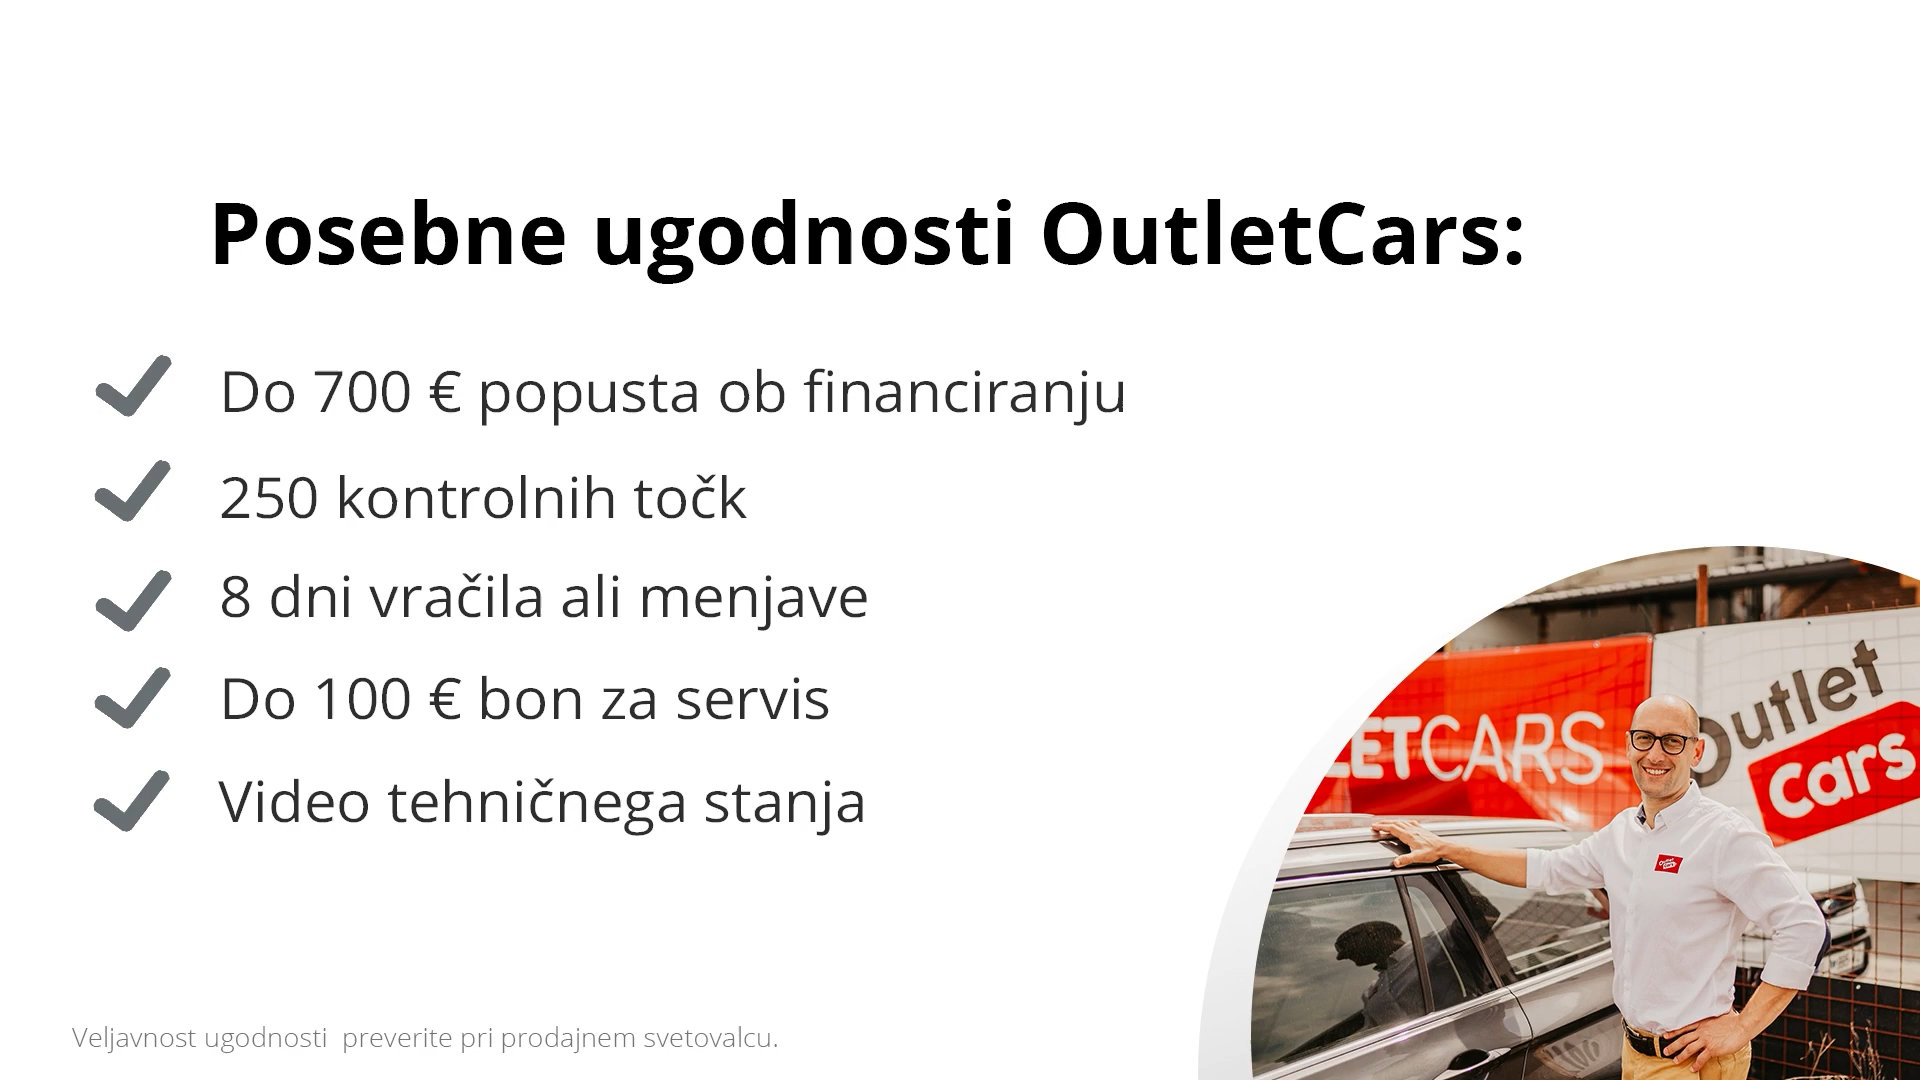 Posebne ugodnosti OutletCars:
Do 700 € popusta ob financiranju
250 kontrolnih točk
8 dni vračila ali menjave
Do 100 € bon za servis
Video tehničnega stanja
ETCARS
Outlet
Cars
Veljavnost ugodnosti preverite pri prodajnem svetovalcu.